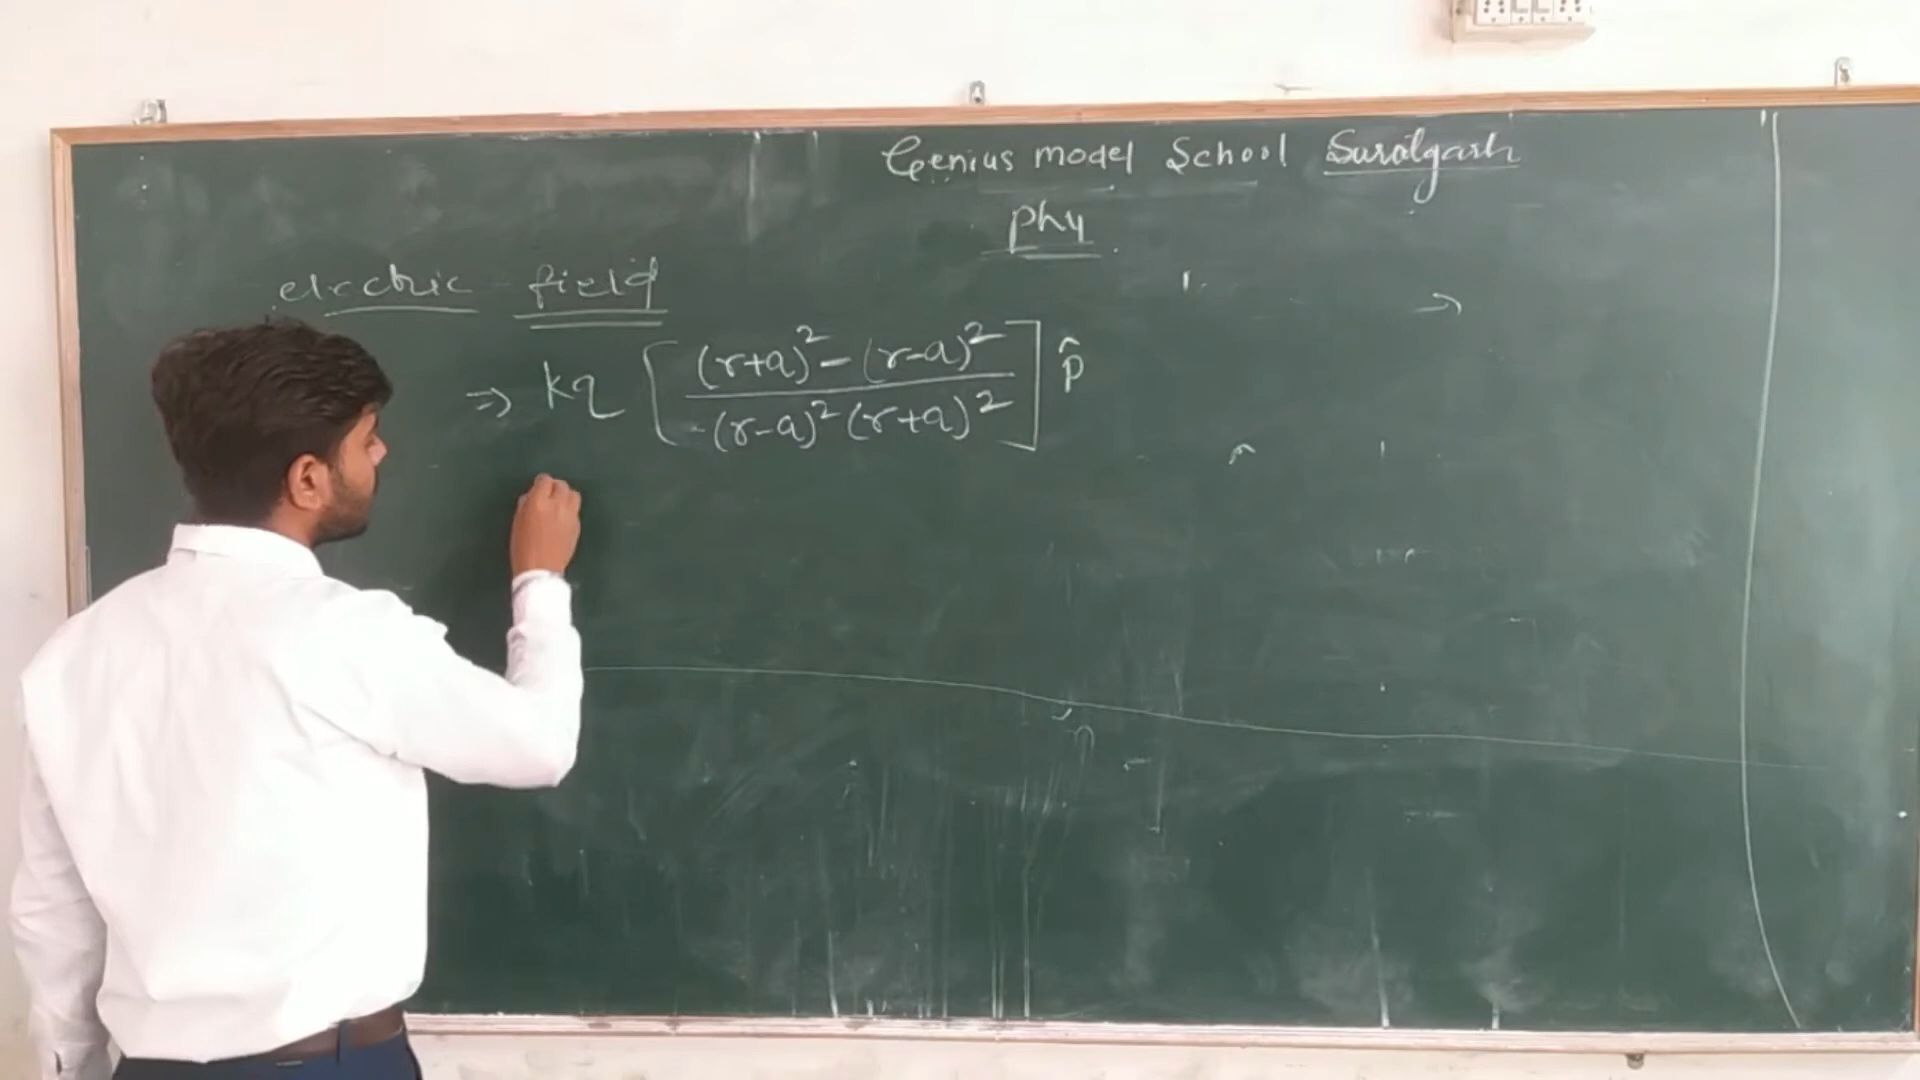 Genius model School Suratgarh
phy
electric field
⇒ kq [ (r+a)² - (r-a)² / (r-a)² (r+a)² ] p̂